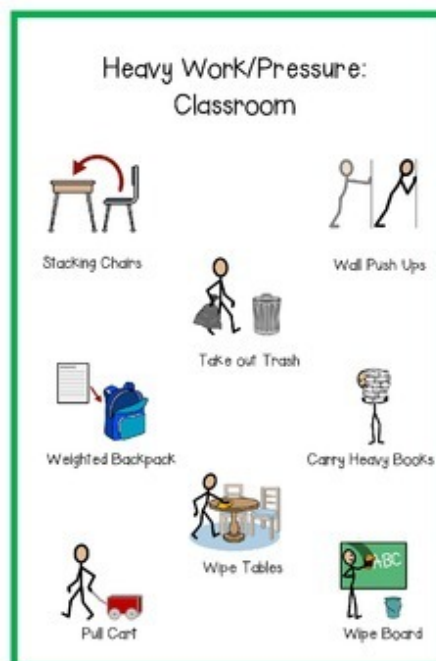 Heavy Work/Pressure:
Classroom
Stacking Chairs
Wall Push Ups
Take out Trash
Weighted Backpack
Carry Heavy Books
Wipe Tables
ABC
Pull Cart
Wipe Board